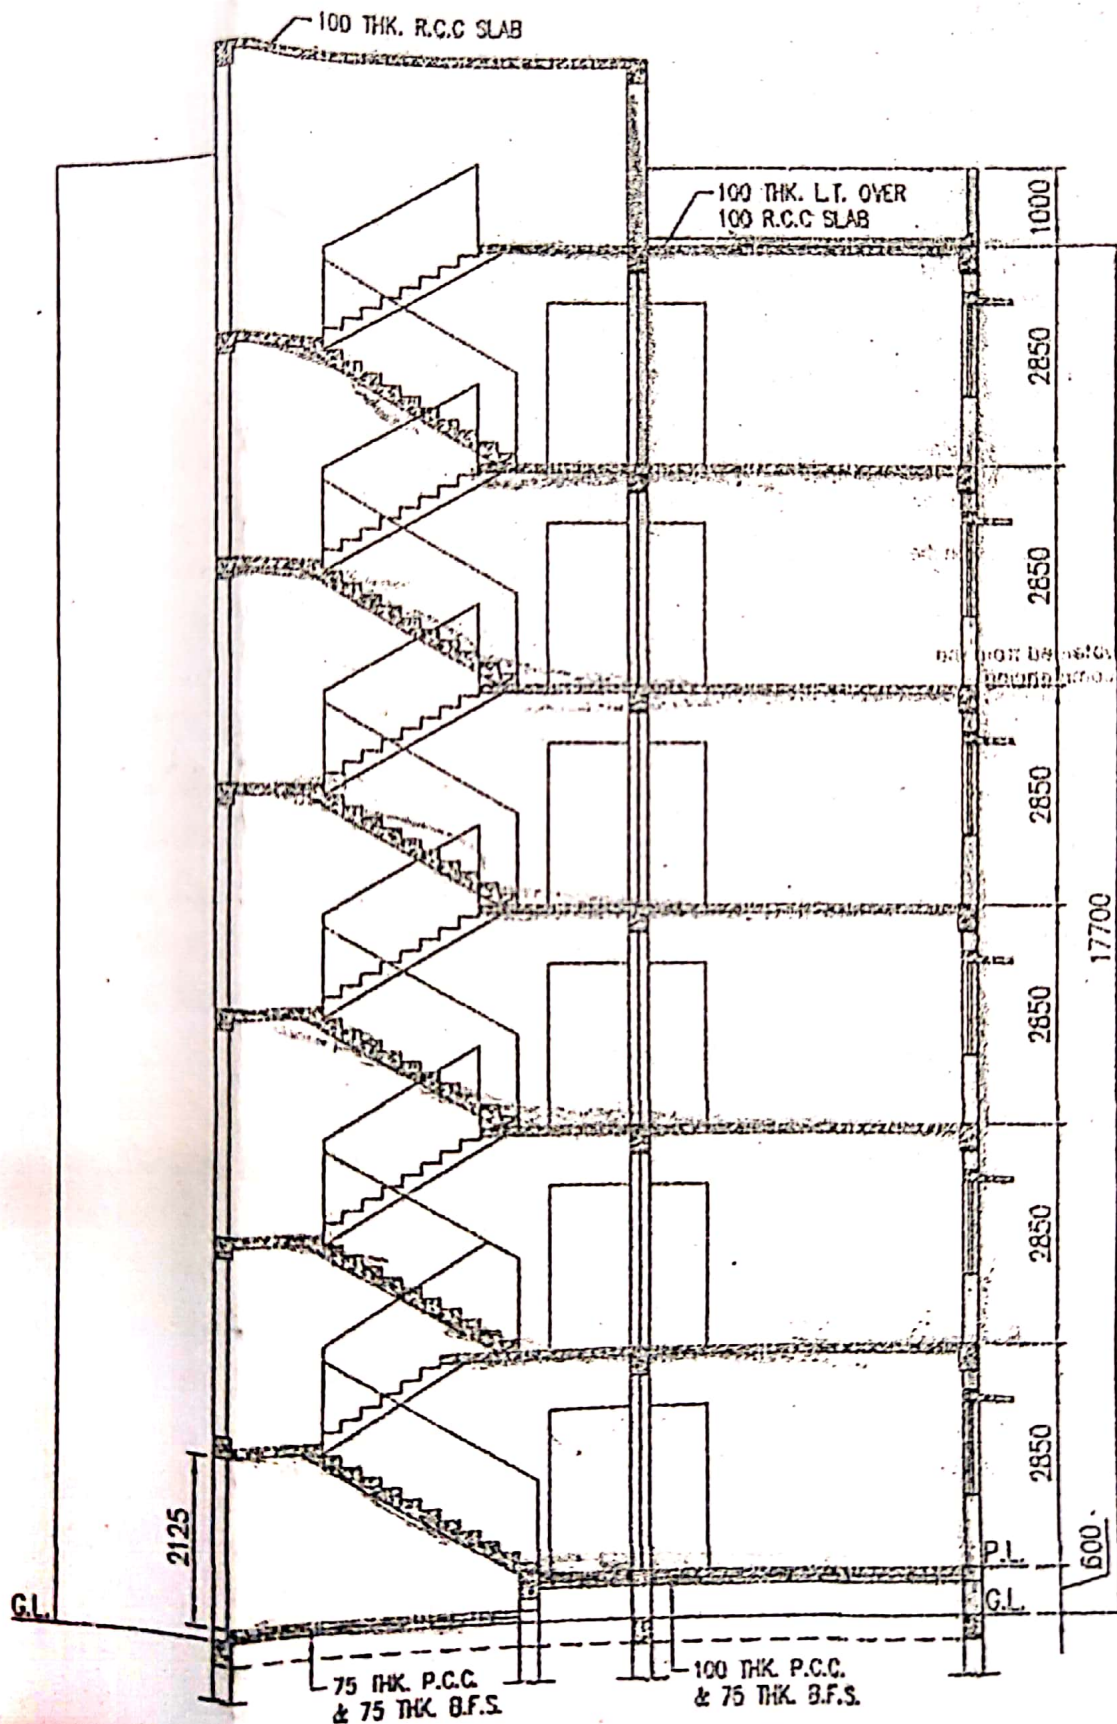 100 THK. R.C.C SLAB
100 THK. L.T. OVER
100 R.C.C SLAB
1000
2850
2850
2850
2850
2850
2850
17700
600
2125
P.L.
G.L.
G.L.
75 THK. P.C.C.
& 75 THK. B.F.S.
100 THK. P.C.C.
& 75 THK. B.F.S.